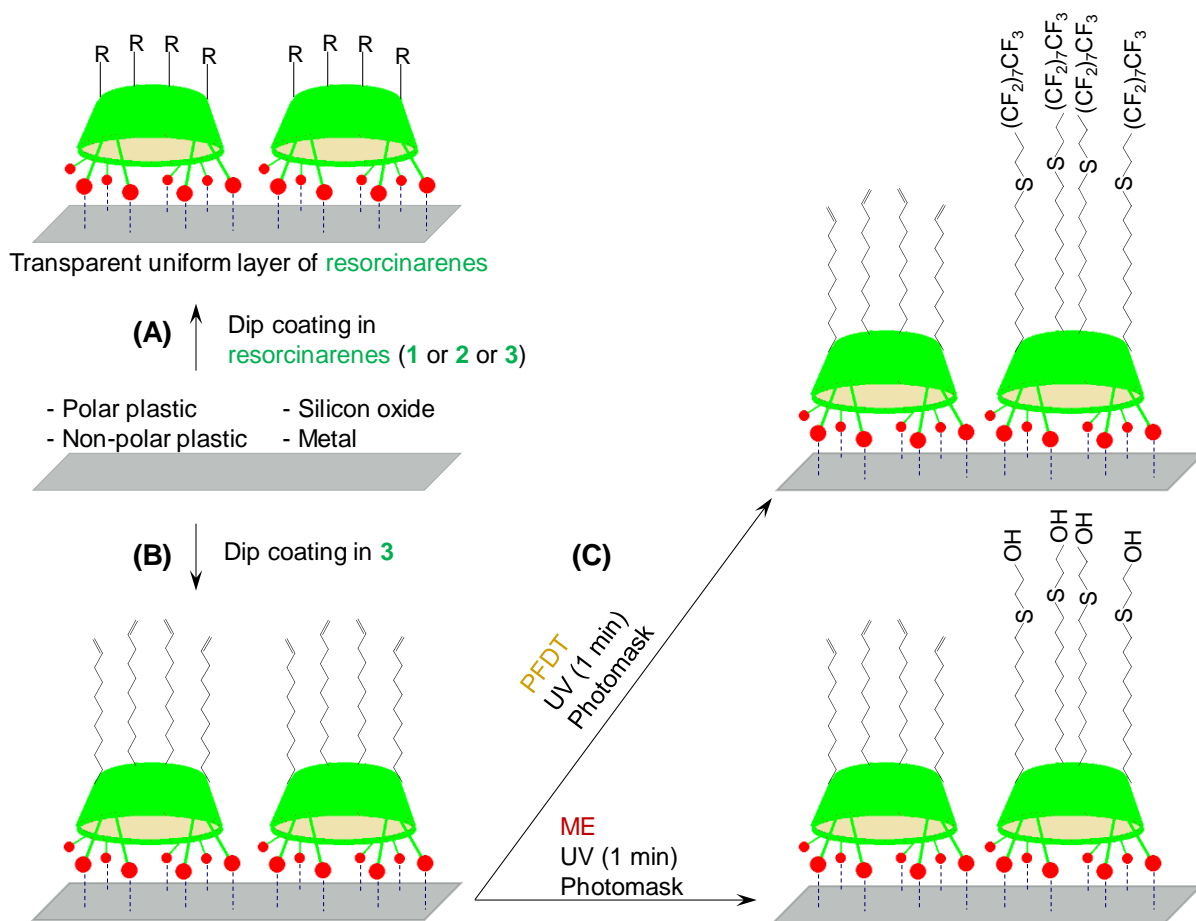 R R R R R R R R
Transparent uniform layer of resorcinarenes
(A)
Dip coating in
resorcinarenes (1 or 2 or 3)
- Polar plastic - Silicon oxide
- Non-polar plastic - Metal
(B)
Dip coating in 3
(C)
PFDT
UV (1 min)
Photomask
ME
UV (1 min)
Photomask
(CF2)7CF3
(CF2)7CF3
(CF2)7CF3
(CF2)7CF3
S S S S
OH OH OH OH
S S S S